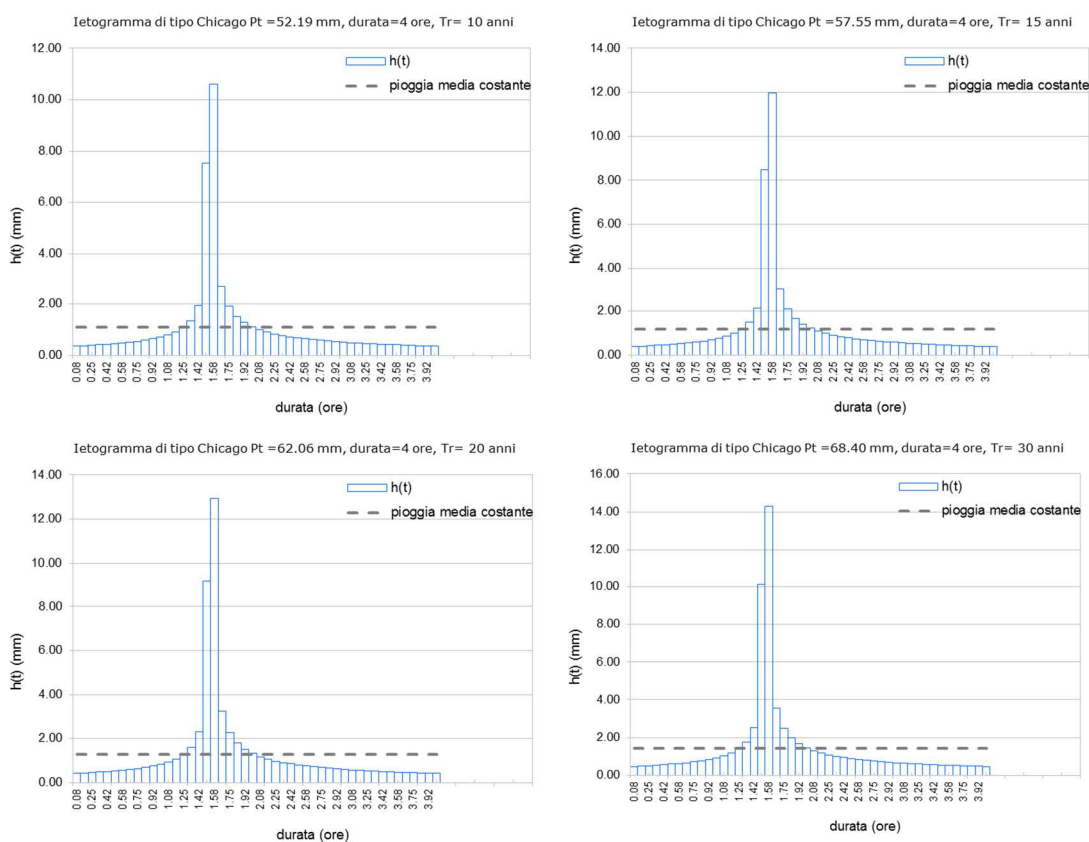 Ietogramma di tipo Chicago Pt =52.19 mm, durata=4 ore, Tr= 10 anni
12.00
10.00
8.00
6.00
4.00
2.00
0.00
h(t) (mm)
h(t)
pioggia media costante
0.08 0.25 0.42 0.58 0.75 0.92 1.08 1.25 1.42 1.58 1.75 1.92 2.08 2.25 2.42 2.58 2.75 2.92 3.08 3.25 3.42 3.58 3.75 3.92
durata (ore)
Ietogramma di tipo Chicago Pt =57.55 mm, durata=4 ore, Tr= 15 anni
14.00
12.00
10.00
8.00
6.00
4.00
2.00
0.00
h(t) (mm)
h(t)
pioggia media costante
0.08 0.25 0.42 0.58 0.75 0.92 1.08 1.25 1.42 1.58 1.75 1.92 2.08 2.25 2.42 2.58 2.75 2.92 3.08 3.25 3.42 3.58 3.75 3.92
durata (ore)
Ietogramma di tipo Chicago Pt =62.06 mm, durata=4 ore, Tr= 20 anni
14.00
12.00
10.00
8.00
6.00
4.00
2.00
0.00
h(t) (mm)
h(t)
pioggia media costante
0.08 0.25 0.42 0.58 0.75 0.92 1.08 1.25 1.42 1.58 1.75 1.92 2.08 2.25 2.42 2.58 2.75 2.92 3.08 3.25 3.42 3.58 3.75 3.92
durata (ore)
Ietogramma di tipo Chicago Pt =68.40 mm, durata=4 ore, Tr= 30 anni
16.00
14.00
12.00
10.00
8.00
6.00
4.00
2.00
0.00
h(t) (mm)
h(t)
pioggia media costante
0.08 0.25 0.42 0.58 0.75 0.92 1.08 1.25 1.42 1.58 1.75 1.92 2.08 2.25 2.42 2.58 2.75 2.92 3.08 3.25 3.42 3.58 3.75 3.92
durata (ore)